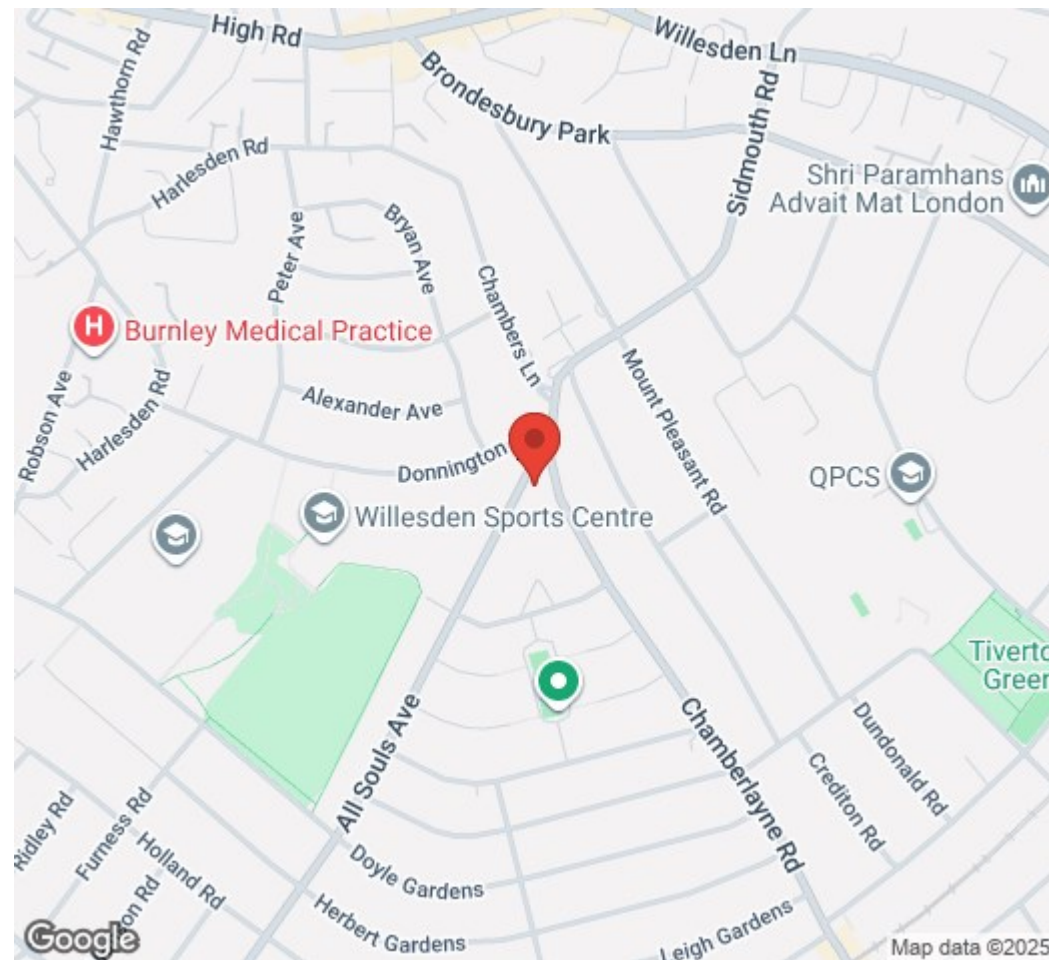 High Rd
Willesden Ln
Hawthorn Rd
Brondesbury Park
Sidmouth Rd
Harlesden Rd
Shri Paramhans
Advait Mat London
Peter Ave
Bryan Ave
Chambers Ln
H
Burnley Medical Practice
Mount Pleasant Rd
Alexander Ave
Robson Ave
Harlesden Rd
Donnington
QPCS
Willesden Sports Centre
Green
All Souls Ave
Chamberlayne Rd
Dundonald Rd
Crediton Rd
Ridley Rd
Furness Rd
Holland Rd
Doyle Gardens
Herbert Gardens
Leigh Gardens
Google
Map data ©2025